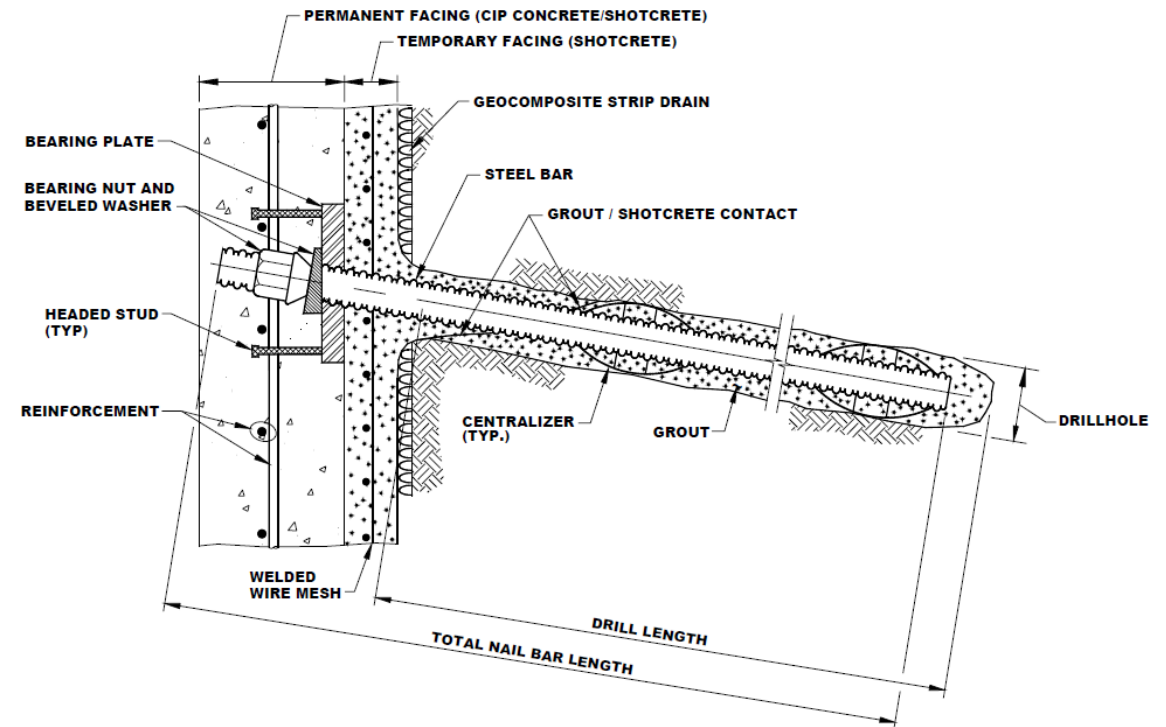 PERMANENT FACING (CIP CONCRETE/SHOTCRETE)
TEMPORARY FACING (SHOTCRETE)
GEOCOMPOSITE STRIP DRAIN
BEARING PLATE
STEEL BAR
BEARING NUT AND
BEVELED WASHER
GROUT / SHOTCRETE CONTACT
HEADED STUD
(TYP)
REINFORCEMENT
CENTRALIZER
(TYP.)
GROUT
DRILLHOLE
WELDED
WIRE MESH
DRILL LENGTH
TOTAL NAIL BAR LENGTH